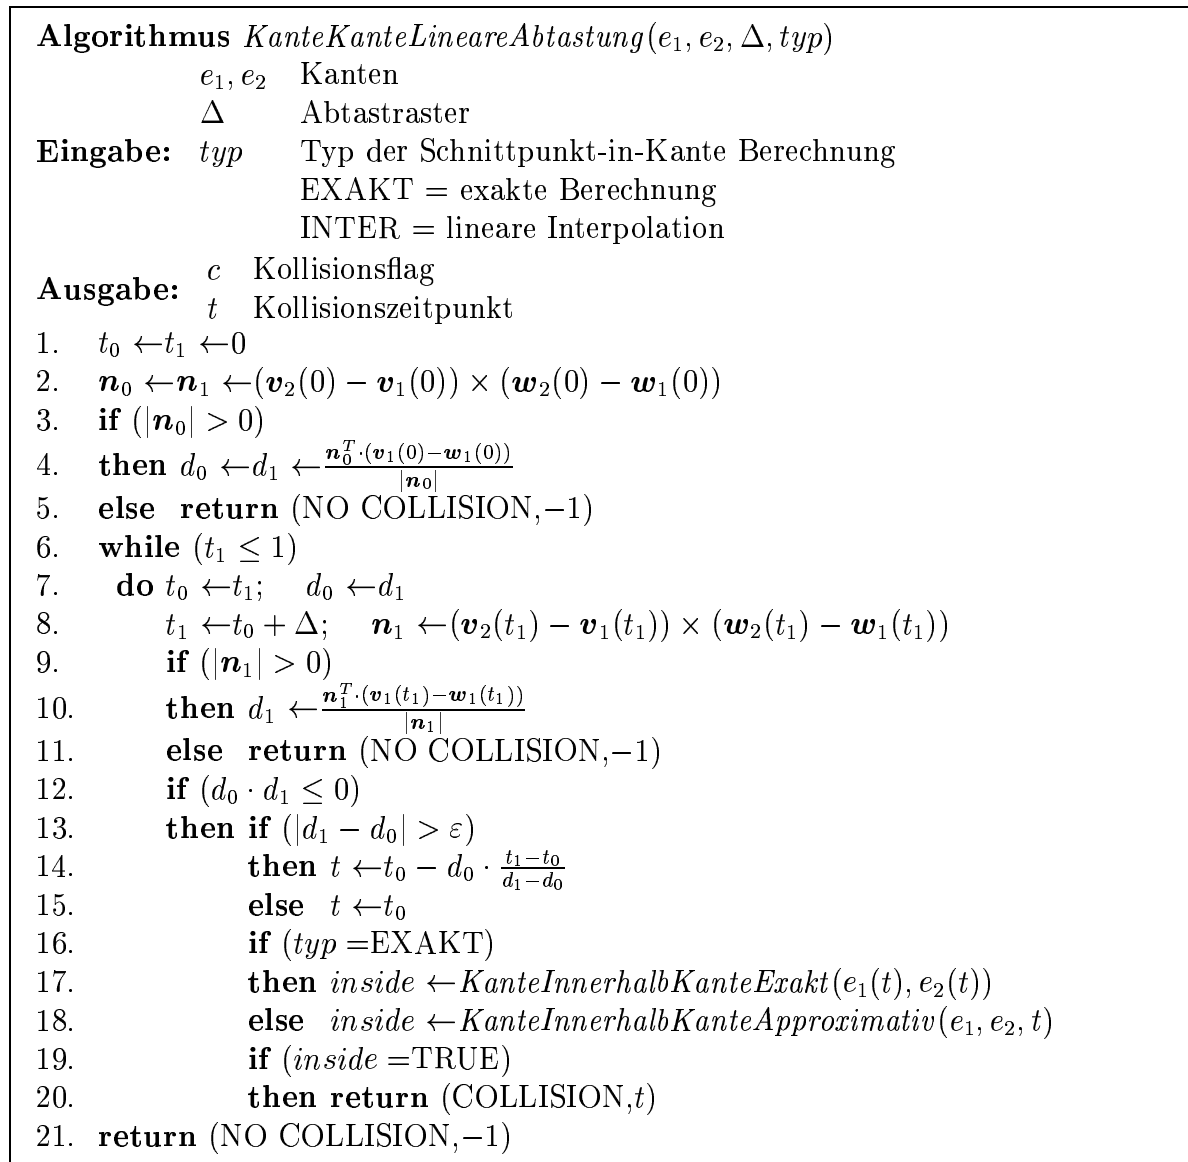 Algorithmus KanteKanteLineareAbtastung(e₁, e₂, Δ, typ)
e₁, e₂ Kanten
Δ Abtastraster
Eingabe: typ Typ der Schnittpunkt-in-Kante Berechnung
EXAKT = exakte Berechnung
INTER = lineare Interpolation
Ausgabe: c Kollisionsflag
t Kollisionszeitpunkt
1. t₀ ← t₁ ← 0
2. n₀ ← n₁ ← (v₂(0) − v₁(0)) × (w₂(0) − w₁(0))
3. if (|n₀| > 0)
4. then d₀ ← d₁ ← n₀ᵀ·(v₁(0)−w₁(0)) / |n₀|
5. else return (NO COLLISION,−1)
6. while (t₁ ≤ 1)
7. do t₀ ← t₁; d₀ ← d₁
8. t₁ ← t₀ + Δ; n₁ ← (v₂(t₁) − v₁(t₁)) × (w₂(t₁) − w₁(t₁))
9. if (|n₁| > 0)
10. then d₁ ← n₁ᵀ·(v₁(t₁)−w₁(t₁)) / |n₁|
11. else return (NO COLLISION,−1)
12. if (d₀ · d₁ ≤ 0)
13. then if (|d₁ − d₀| > ε)
14. then t ← t₀ − d₀ · t₁−t₀ / d₁−d₀
15. else t ← t₀
16. if (typ =EXAKT)
17. then inside ← KanteInnerhalbKanteExakt(e₁(t), e₂(t))
18. else inside ← KanteInnerhalbKanteApproximativ(e₁, e₂, t)
19. if (inside =TRUE)
20. then return (COLLISION,t)
21. return (NO COLLISION,−1)